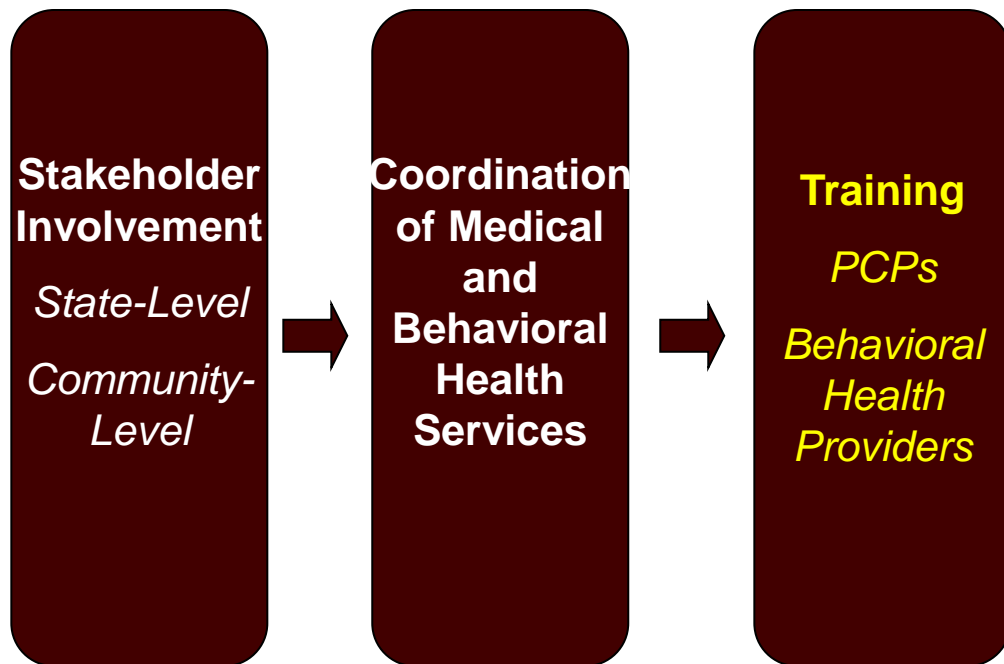 Stakeholder
Involvement
State-Level
Community-
Level
Coordination
of Medical
and
Behavioral
Health
Services
Training
PCPs
Behavioral
Health
Providers